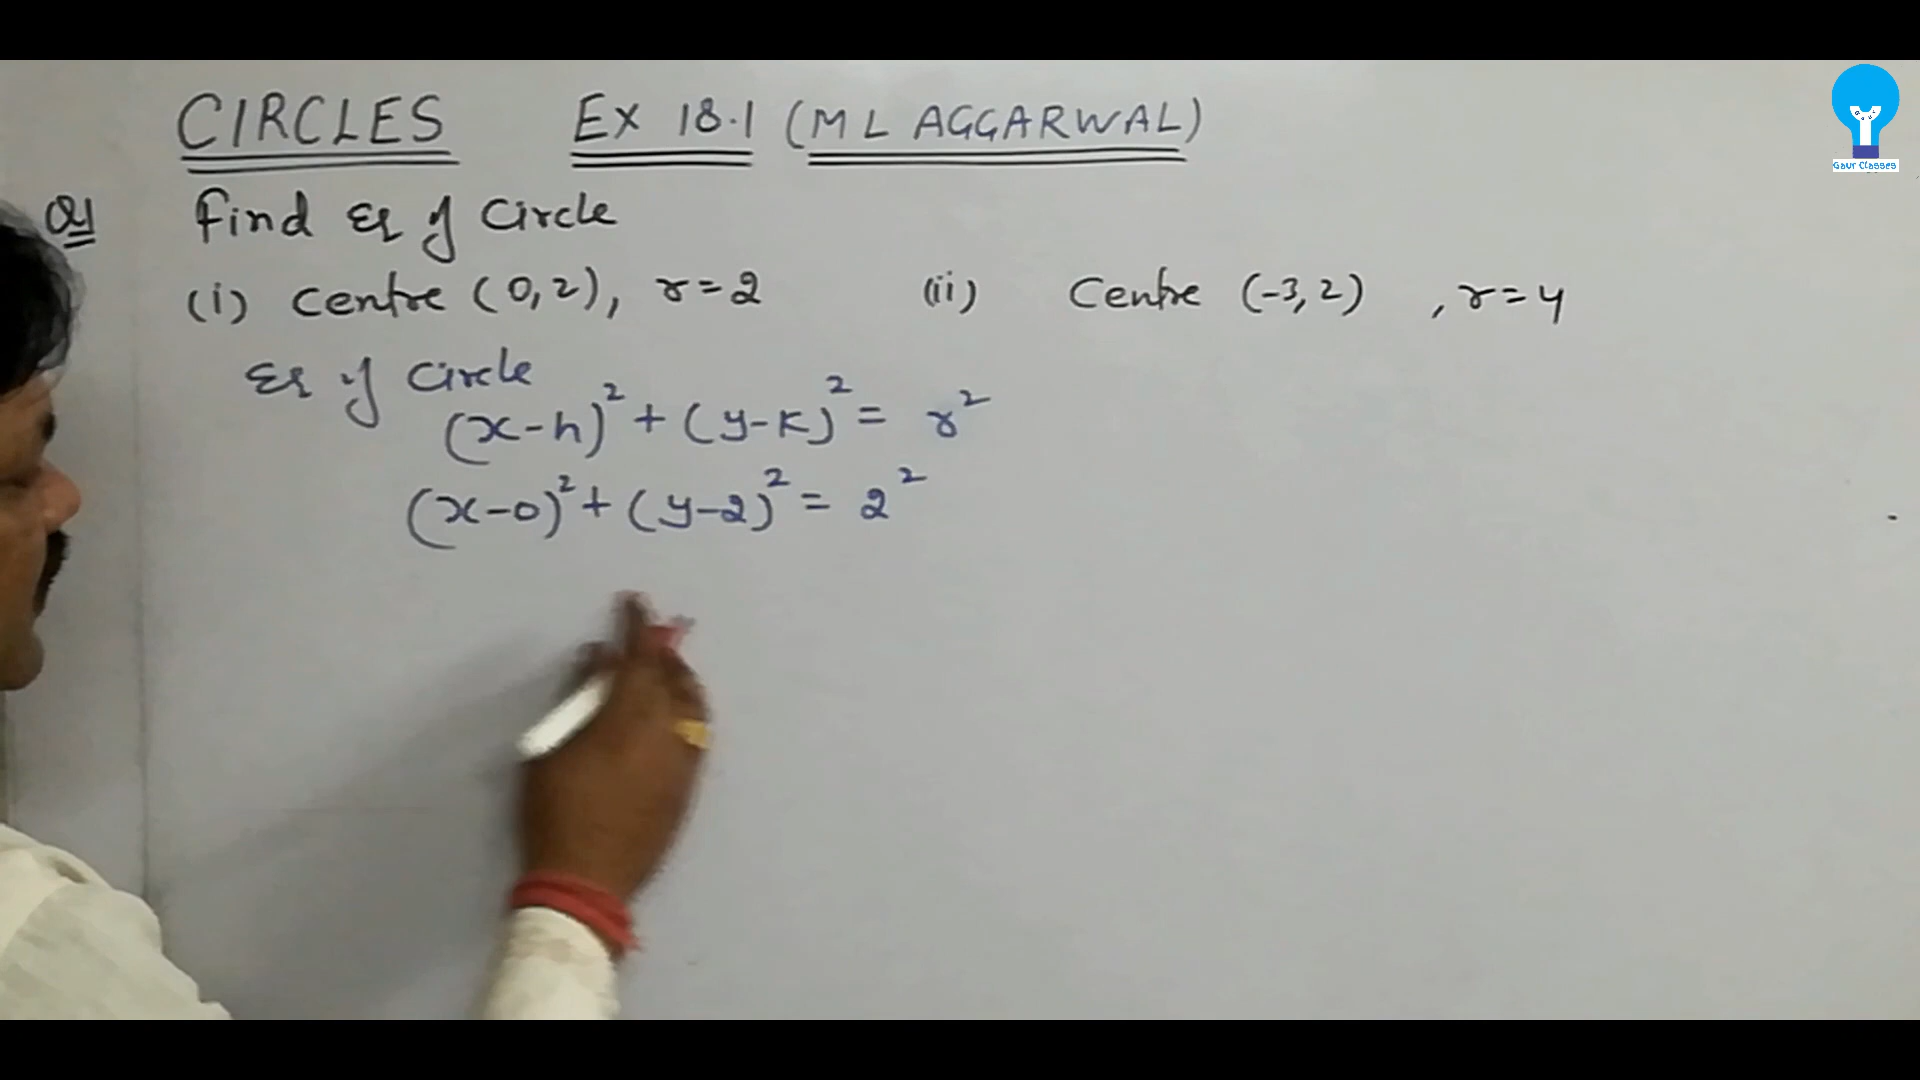 CIRCLES EX 18.1 (ML AGGARWAL)
Q1 Find Eq of Circle
(i) Centre (0,2), r=2 (ii) Centre (-3,2) , r=4
Eq of Circle
(x-h)² + (y-k)² = r²
(x-0)² + (y-2)² = 2²
Gaur Classes